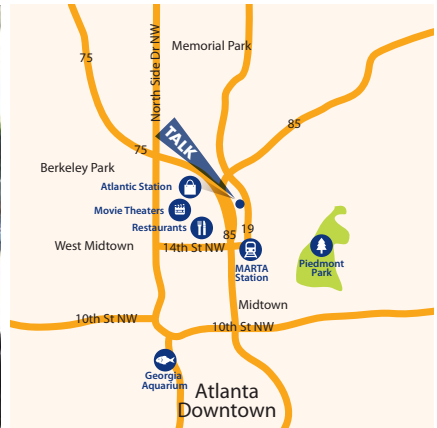 Memorial Park
North Side Dr NW
75
85
75
TALK
Berkeley Park
Atlantic Station
Movie Theaters
Restaurants
19
85
West Midtown
14th St NW
MARTA
Station
Piedmont
Park
Midtown
10th St NW
10th St NW
Georgia
Aquarium
Atlanta
Downtown